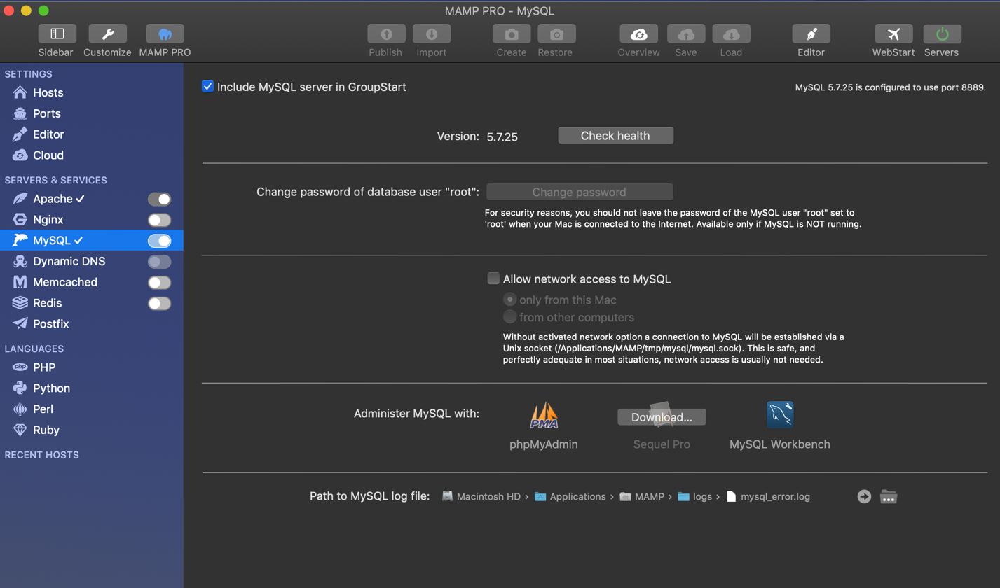 MAMP PRO - MySQL
Sidebar Customize MAMP PRO Publish Import Create Restore Overview Save Load Editor WebStart Servers
SETTINGS
Hosts
Ports
Editor
Cloud
SERVERS & SERVICES
Apache ✓
Nginx
MySQL ✓
Dynamic DNS
Memcached
Redis
Postfix
LANGUAGES
php PHP
Python
Perl
Ruby
RECENT HOSTS
Include MySQL server in GroupStart
MySQL 5.7.25 is configured to use port 8889.
Version: 5.7.25 Check health
Change password of database user "root": Change password
For security reasons, you should not leave the password of the MySQL user "root" set to
'root' when your Mac is connected to the Internet. Available only if MySQL is NOT running.
Allow network access to MySQL
only from this Mac
from other computers
Without activated network option a connection to MySQL will be established via a
Unix socket (/Applications/MAMP/tmp/mysql/mysql.sock). This is safe, and
perfectly adequate in most situations, network access is usually not needed.
Administer MySQL with: PMA Download...
phpMyAdmin Sequel Pro MySQL Workbench
Path to MySQL log file: Macintosh HD › Applications › MAMP › logs › mysql_error.log